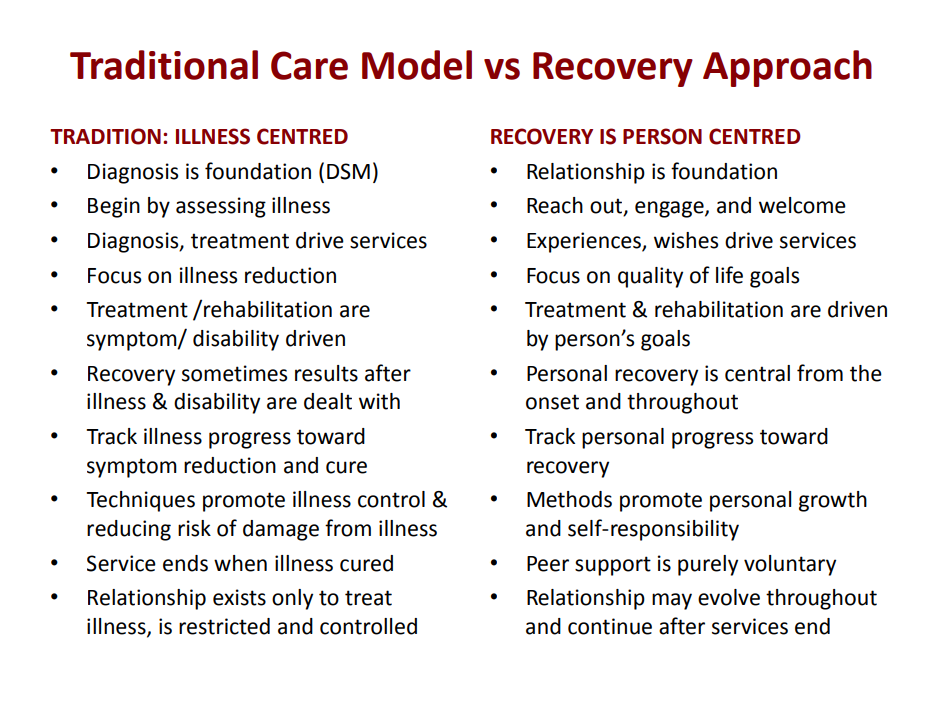 Traditional Care Model vs Recovery Approach
TRADITION: ILLNESS CENTRED
• Diagnosis is foundation (DSM)
• Begin by assessing illness
• Diagnosis, treatment drive services
• Focus on illness reduction
• Treatment /rehabilitation are
symptom/ disability driven
• Recovery sometimes results after
illness & disability are dealt with
• Track illness progress toward
symptom reduction and cure
• Techniques promote illness control &
reducing risk of damage from illness
• Service ends when illness cured
• Relationship exists only to treat
illness, is restricted and controlled
RECOVERY IS PERSON CENTRED
• Relationship is foundation
• Reach out, engage, and welcome
• Experiences, wishes drive services
• Focus on quality of life goals
• Treatment & rehabilitation are driven
by person’s goals
• Personal recovery is central from the
onset and throughout
• Track personal progress toward
recovery
• Methods promote personal growth
and self-responsibility
• Peer support is purely voluntary
• Relationship may evolve throughout
and continue after services end